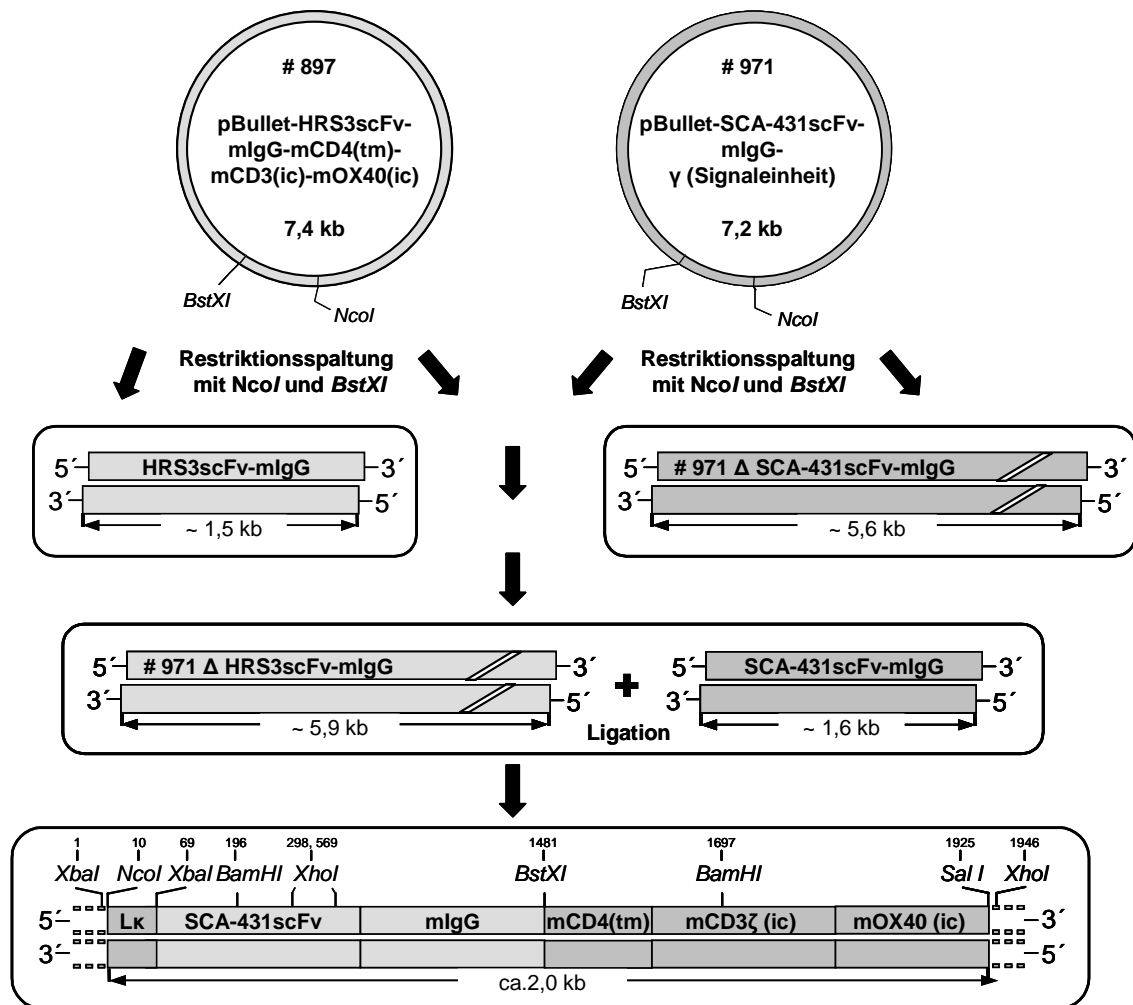 # 897
pBullet-HRS3scFv-
mIgG-mCD4(tm)-
mCD3(ic)-mOX40(ic)
7,4 kb
BstXI
NcoI
# 971
pBullet-SCA-431scFv-
mIgG-
γ (Signaleinheit)
7,2 kb
BstXI
NcoI
Restriktionsspaltung
mit NcoI und BstXI
Restriktionsspaltung
mit NcoI und BstXI
5´ HRS3scFv-mIgG 3´
3´ 5´
~ 1,5 kb
5´ # 971 Δ SCA-431scFv-mIgG 3´
3´ 5´
~ 5,6 kb
5´ # 971 Δ HRS3scFv-mIgG 3´
3´ 5´
~ 5,9 kb
+
Ligation
5´ SCA-431scFv-mIgG 3´
3´ 5´
~ 1,6 kb
1 10 69 196 298, 569 1481 1697 1925 1946
XbaI NcoI XbaI BamHI XhoI BstXI BamHI Sal I XhoI
5´ Lκ SCA-431scFv mIgG mCD4(tm) mCD3ζ (ic) mOX40 (ic) 3´
3´ 5´
ca.2,0 kb